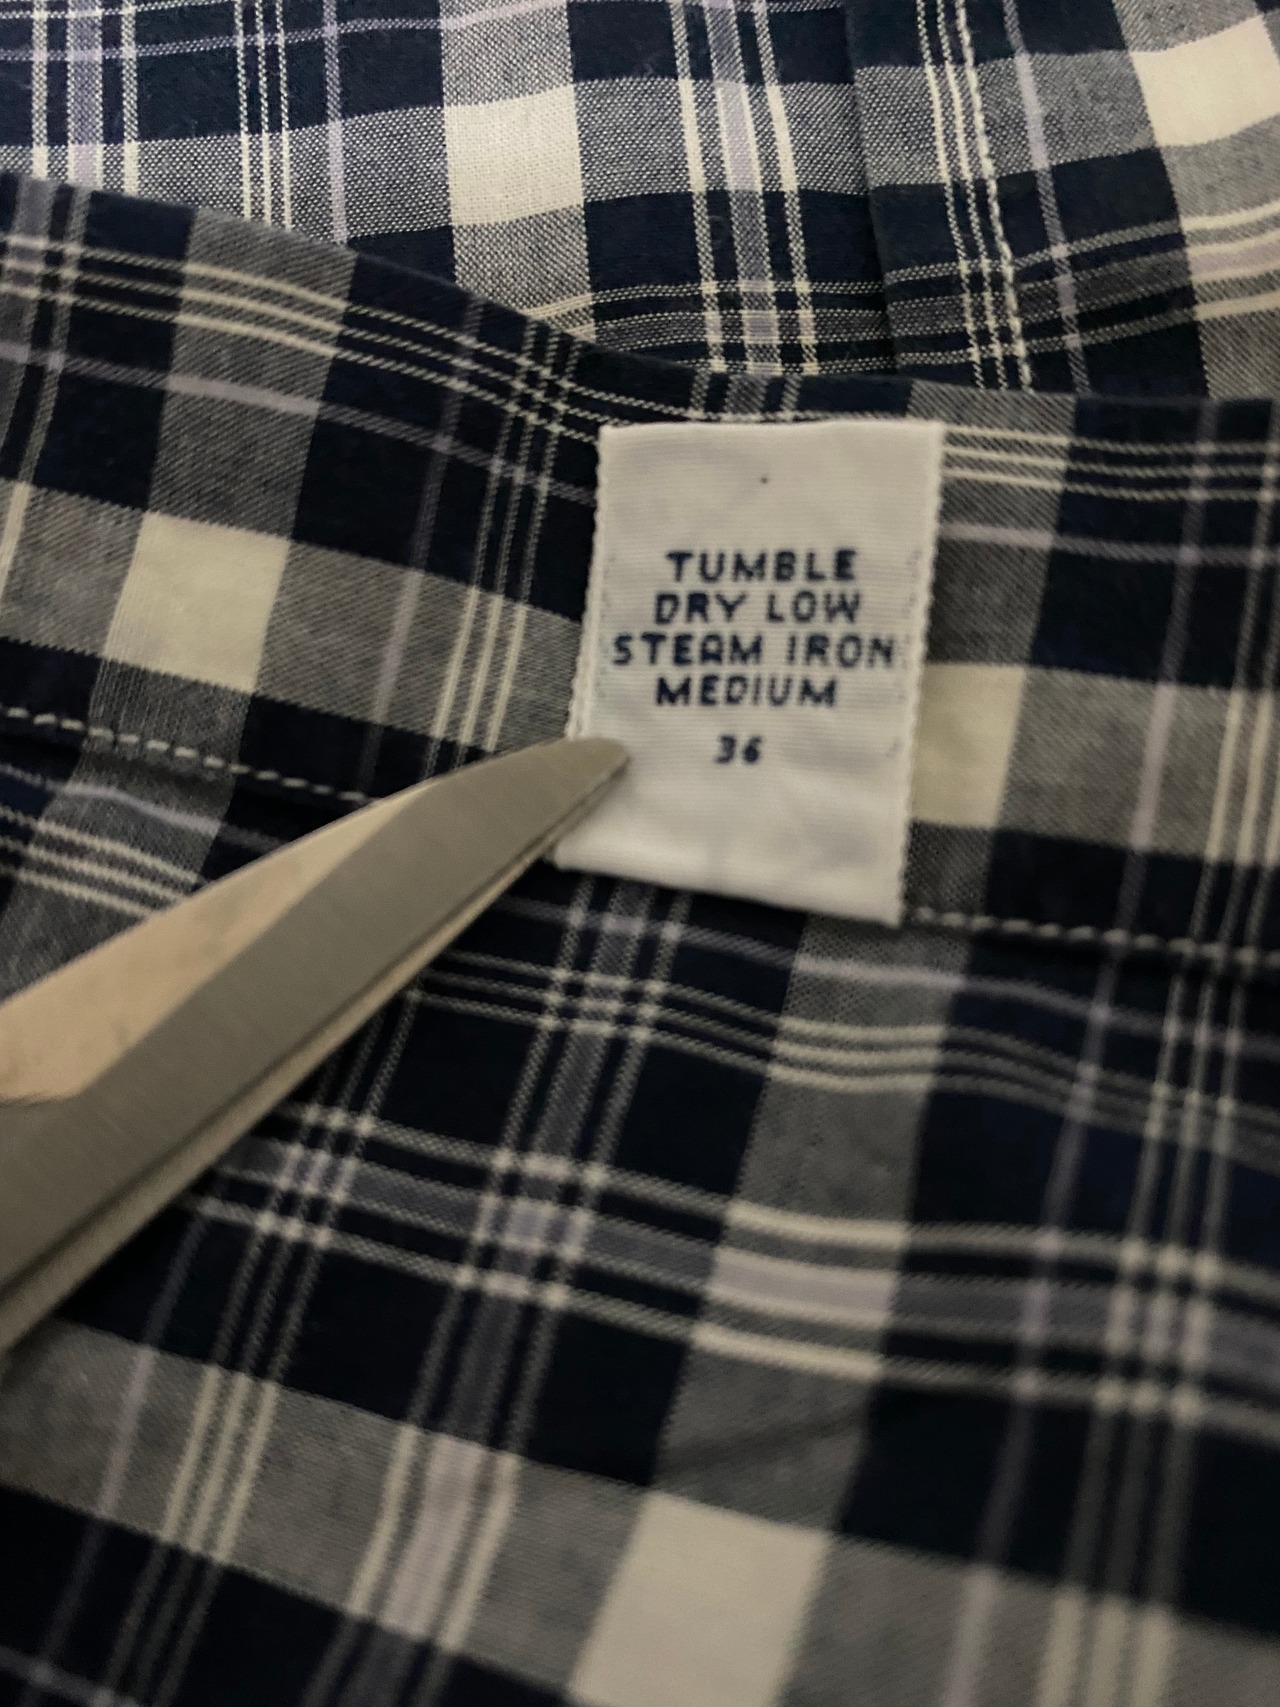 TUMBLE
DRY LOW
STEAM IRON
MEDIUM
36